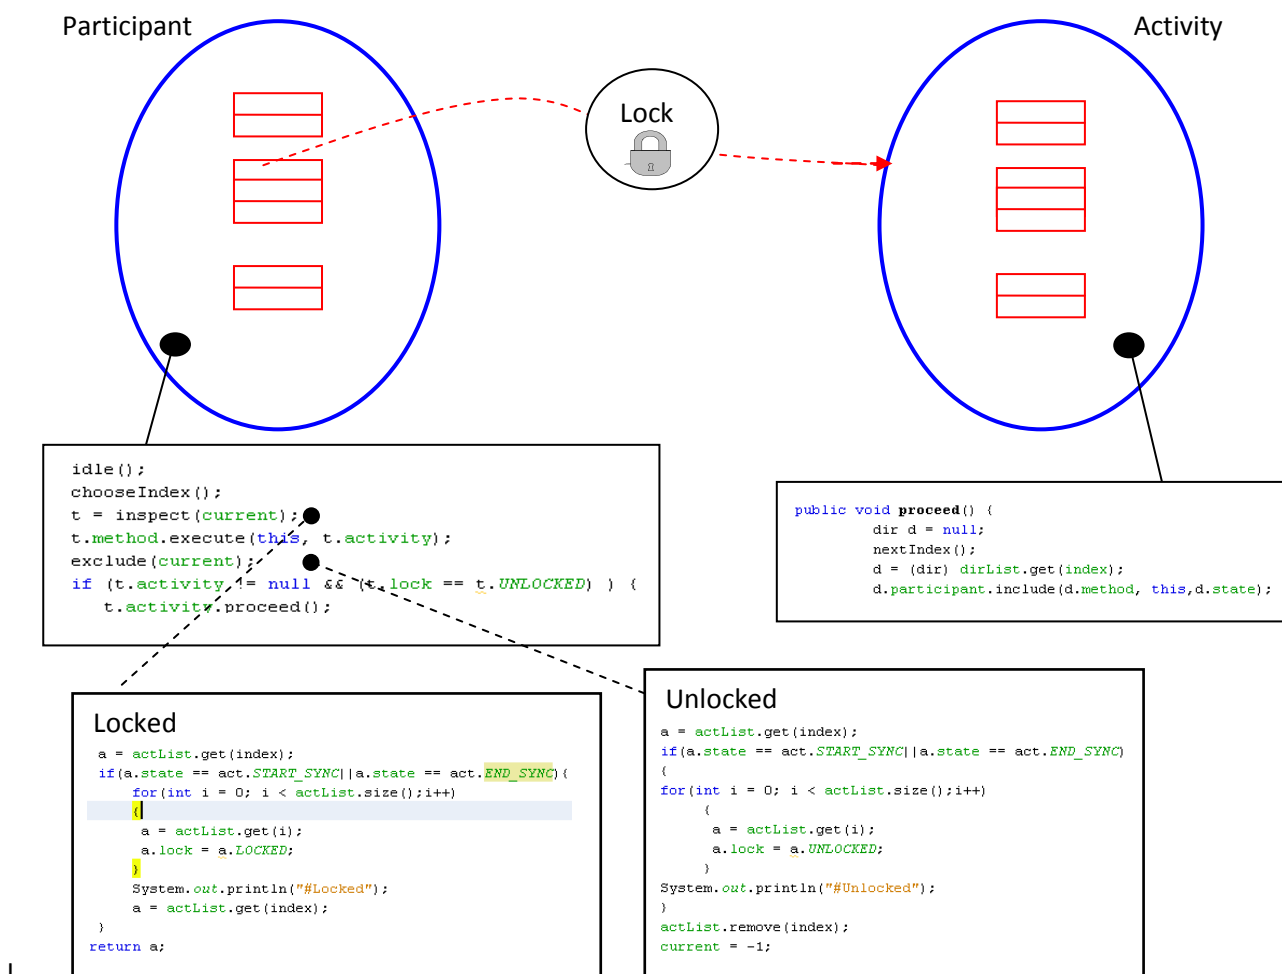 Participant
Activity
Lock
idle();
chooseIndex();
t = inspect(current);
t.method.execute(this, t.activity);
exclude(current);
if (t.activity != null && (t.lock == t.UNLOCKED) ) {
t.activity.proceed();
public void proceed() {
dir d = null;
nextIndex();
d = (dir) dirList.get(index);
d.participant.include(d.method, this,d.state);
Locked
a = actList.get(index);
if(a.state == act.START_SYNC||a.state == act.END_SYNC){
for(int i = 0; i < actList.size();i++)
{
a = actList.get(i);
a.lock = a.LOCKED;
}
System.out.println("#Locked");
a = actList.get(index);
}
return a;
Unlocked
a = actList.get(index);
if(a.state == act.START_SYNC||a.state == act.END_SYNC)
{
for(int i = 0; i < actList.size();i++)
{
a = actList.get(i);
a.lock = a.UNLOCKED;
}
System.out.println("#Unlocked");
}
actList.remove(index);
current = -1;